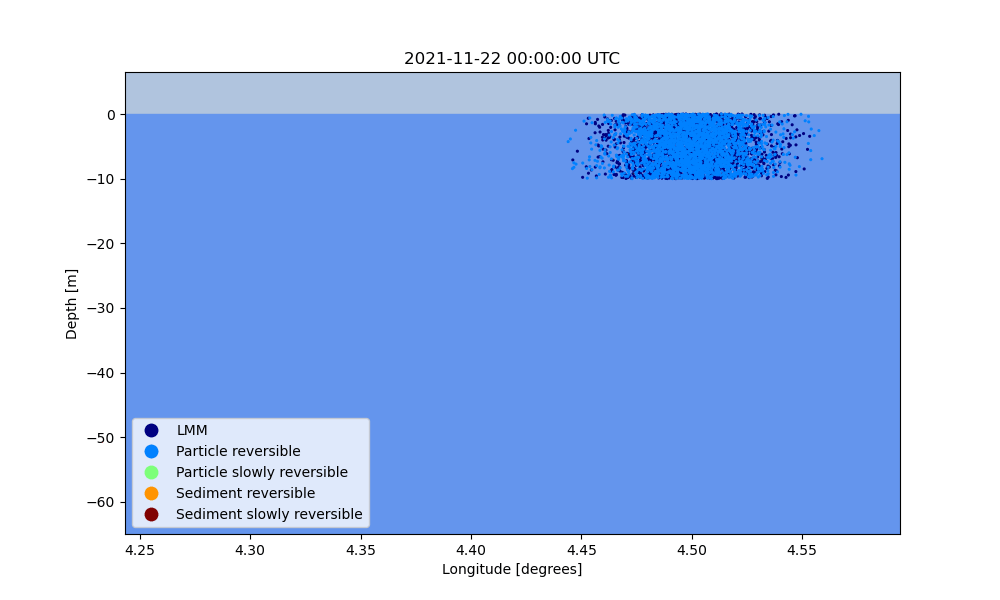 2021-11-22 00:00:00 UTC
0
−10
−20
−30
−40
−50
−60
Depth [m]
LMM
Particle reversible
Particle slowly reversible
Sediment reversible
Sediment slowly reversible
4.25 4.30 4.35 4.40 4.45 4.50 4.55
Longitude [degrees]